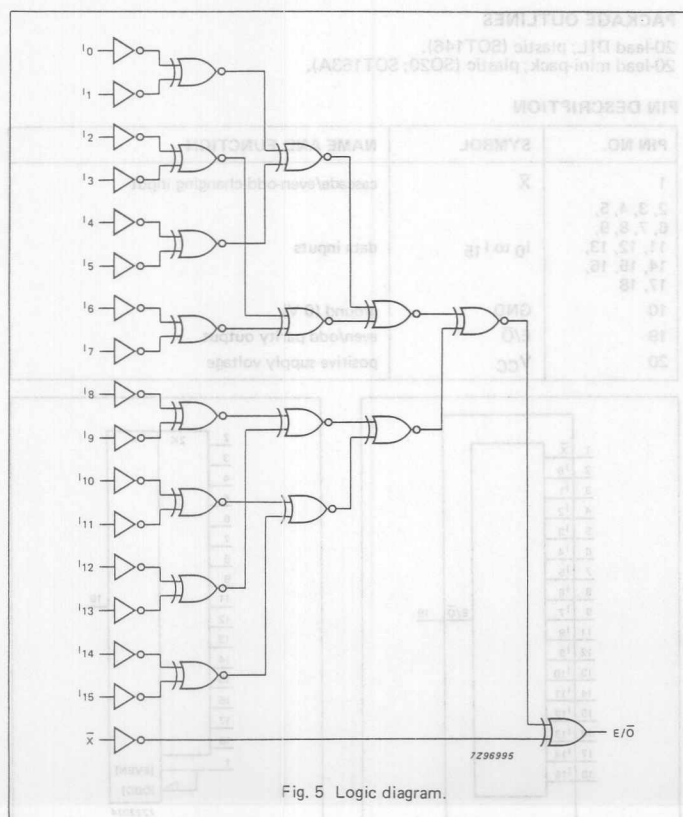 PACKAGE OUTLINES
20-lead DIL; plastic (SOT146).
20-lead mini-pack; plastic (SO20; SOT163A).
PIN DESCRIPTION
PIN NO. SYMBOL NAME AND FUNCTION
1 X̅ cascade/even-odd changing input
2, 3, 4, 5,
6, 7, 8, 9,
11, 12, 13,
14, 15, 16,
17, 18
I0 to I15 data inputs
10 GND ground (0 V)
19 E/O̅ even/odd parity output
20 VCC positive supply voltage
I0
I1
I2
I3
I4
I5
I6
I7
I8
I9
I10
I11
I12
I13
I14
I15
X̅
E/O̅
7Z96995
Fig. 5 Logic diagram.